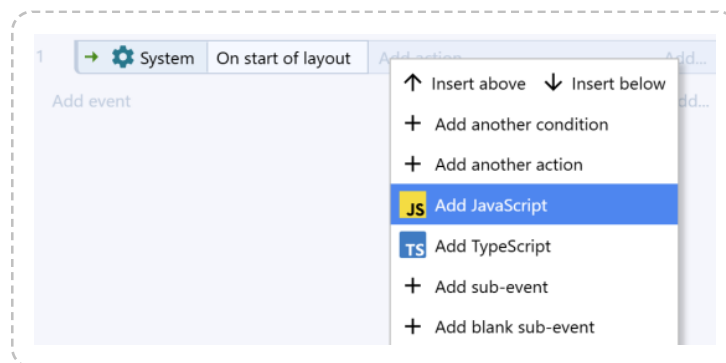 1 System On start of layout Add action Add...
Insert above Insert below
Add event
Add another condition
Add another action
JS Add JavaScript
TS Add TypeScript
Add sub-event
Add blank sub-event